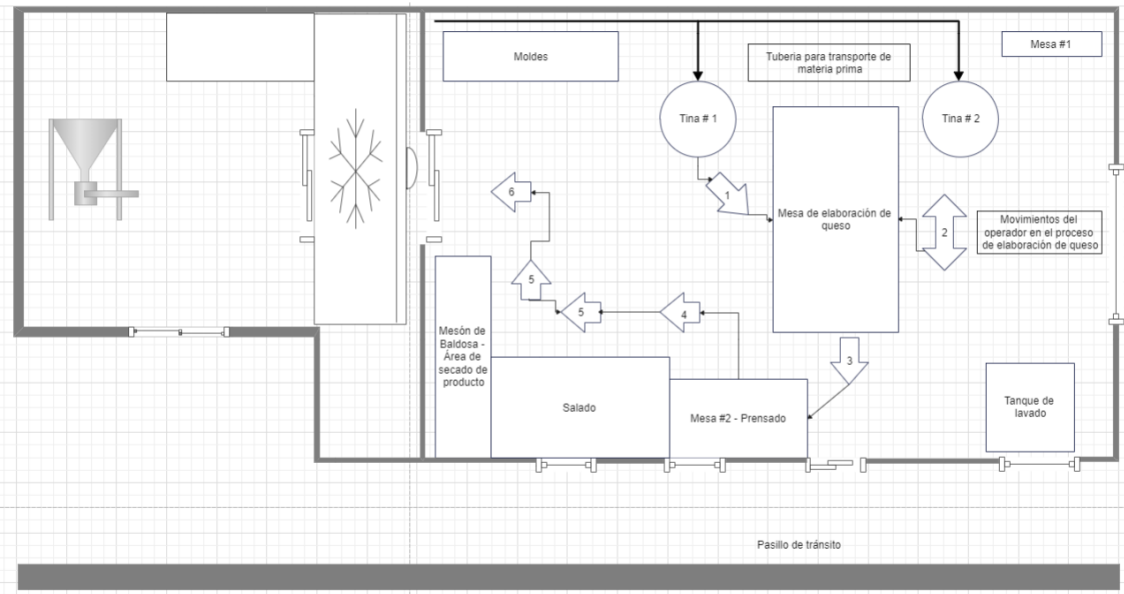 Moldes
Tuberia para transporte de
materia prima
Mesa #1
Tina # 1
Tina # 2
1
Mesa de elaboración de
queso
2
Movimientos del
operador en el proceso
de elaboración de queso
6
5
5
4
3
Mesón de
Baldosa -
Área de
secado de
producto
Salado
Mesa #2 - Prensado
Tanque de
lavado
Pasillo de tránsito